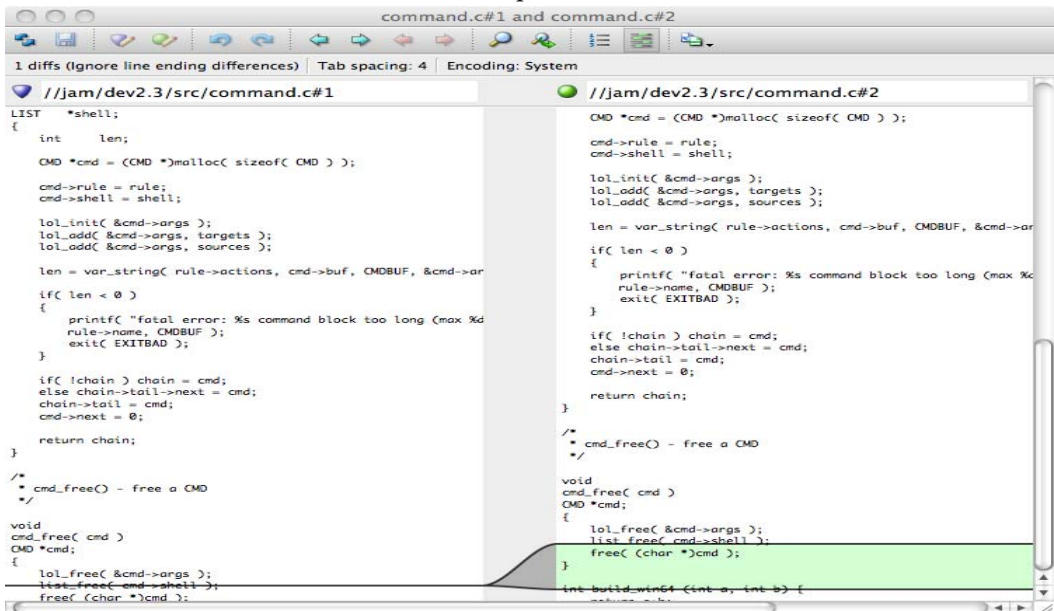 command.c#1 and command.c#2
1 diffs (Ignore line ending differences) Tab spacing: 4 Encoding: System
//jam/dev2.3/src/command.c#1
LIST *shell;
{
int len;
CMD *cmd = (CMD *)malloc( sizeof( CMD ) );
cmd->rule = rule;
cmd->shell = shell;
lol_init( &cmd->args );
lol_add( &cmd->args, targets );
lol_add( &cmd->args, sources );
len = var_string( rule->actions, cmd->buf, CMDBUF, &cmd->ar
if( len < 0 )
{
printf( "fatal error: %s command block too long (max %d
rule->name, CMDBUF );
exit( EXITBAD );
}
if( !chain ) chain = cmd;
else chain->tail->next = cmd;
chain->tail = cmd;
cmd->next = 0;
return chain;
}
/*
* cmd_free() - free a CMD
*/
void
cmd_free( cmd )
CMD *cmd;
{
lol_free( &cmd->args );
list_free( cmd->shell );
free( (char *)cmd );
//jam/dev2.3/src/command.c#2
CMD *cmd = (CMD *)malloc( sizeof( CMD ) );
cmd->rule = rule;
cmd->shell = shell;
lol_init( &cmd->args );
lol_add( &cmd->args, targets );
lol_add( &cmd->args, sources );
len = var_string( rule->actions, cmd->buf, CMDBUF, &cmd->ar
if( len < 0 )
{
printf( "fatal error: %s command block too long (max %d
rule->name, CMDBUF );
exit( EXITBAD );
}
if( !chain ) chain = cmd;
else chain->tail->next = cmd;
chain->tail = cmd;
cmd->next = 0;
return chain;
}
/*
* cmd_free() - free a CMD
*/
void
cmd_free( cmd )
CMD *cmd;
{
lol_free( &cmd->args );
list_free( cmd->shell );
free( (char *)cmd );
}
int build_win64 (int a, int b) {